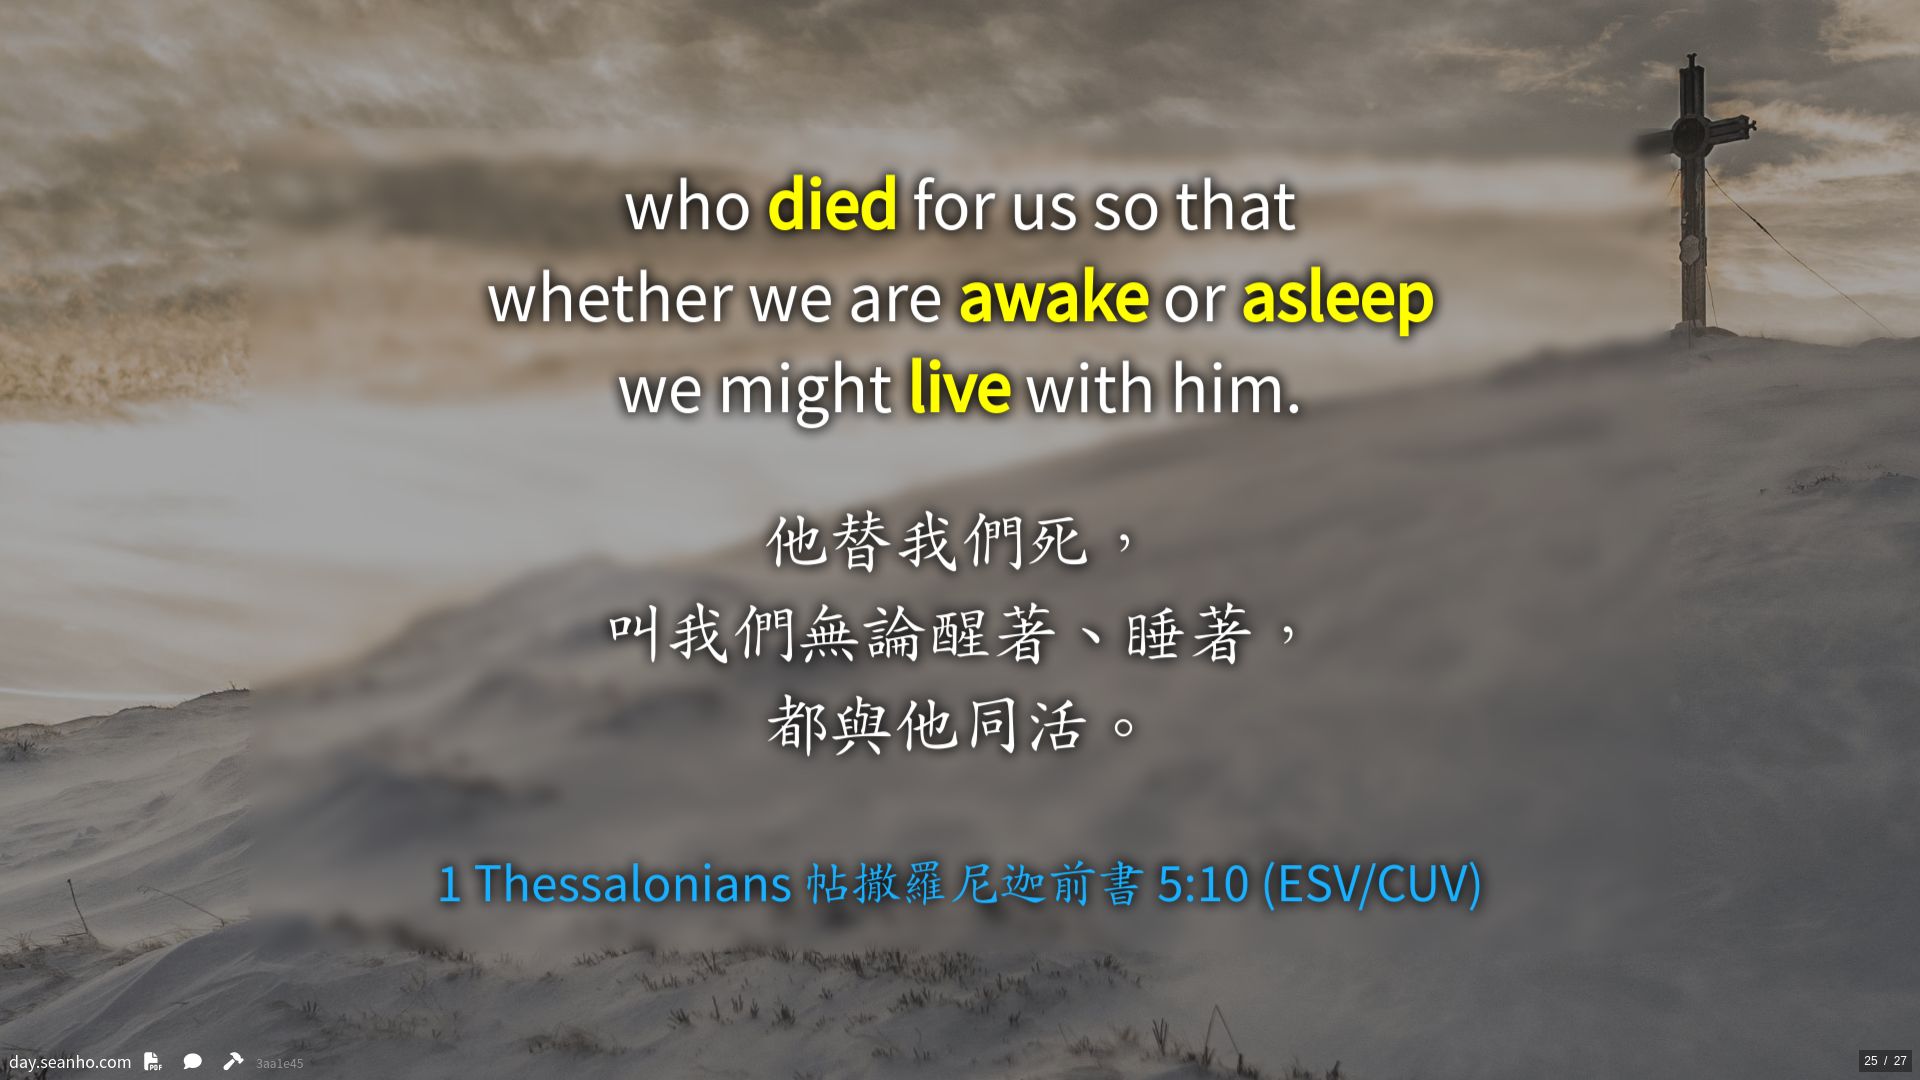 who died for us so that
whether we are awake or asleep
we might live with him.
他替我們死，
叫我們無論醒著、睡著，
都與他同活。
1 Thessalonians 帖撒羅尼迦前書 5:10 (ESV/CUV)
day.seanho.com
PDF
3aa1e45
25 / 27